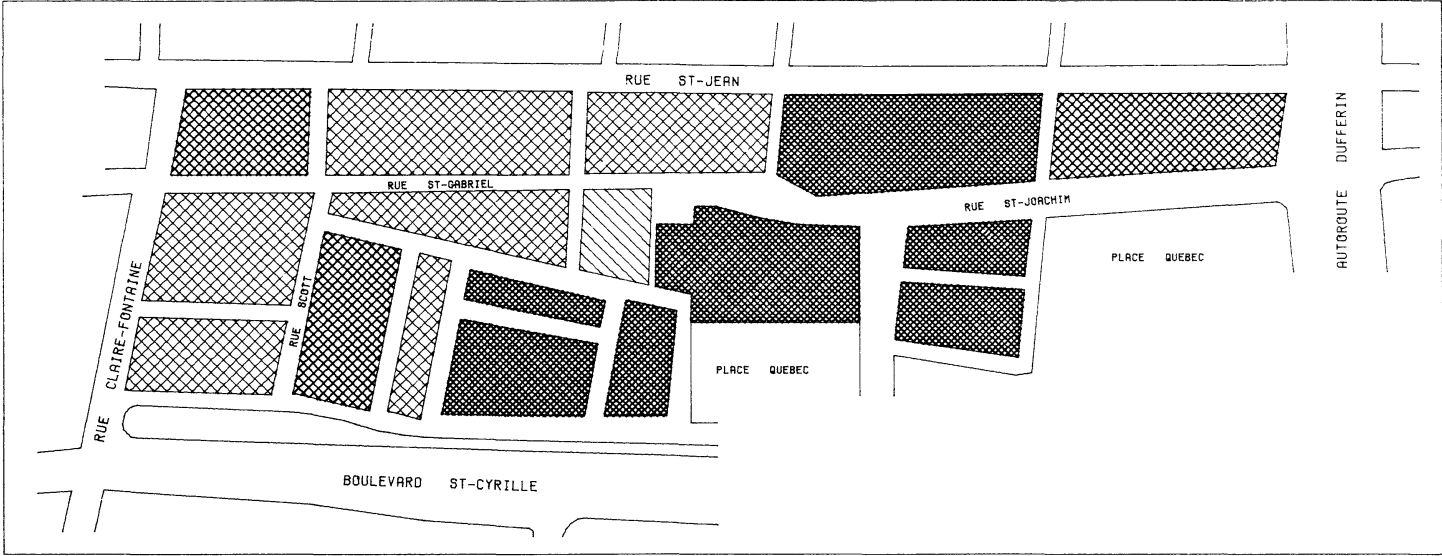 RUE ST-JEAN
AUTOROUTE DUFFERIN
RUE ST-GABRIEL
RUE ST-JOACHIM
PLACE QUEBEC
RUE SCOTT
RUE CLAIRE-FONTAINE
PLACE QUEBEC
BOULEVARD ST-CYRILLE